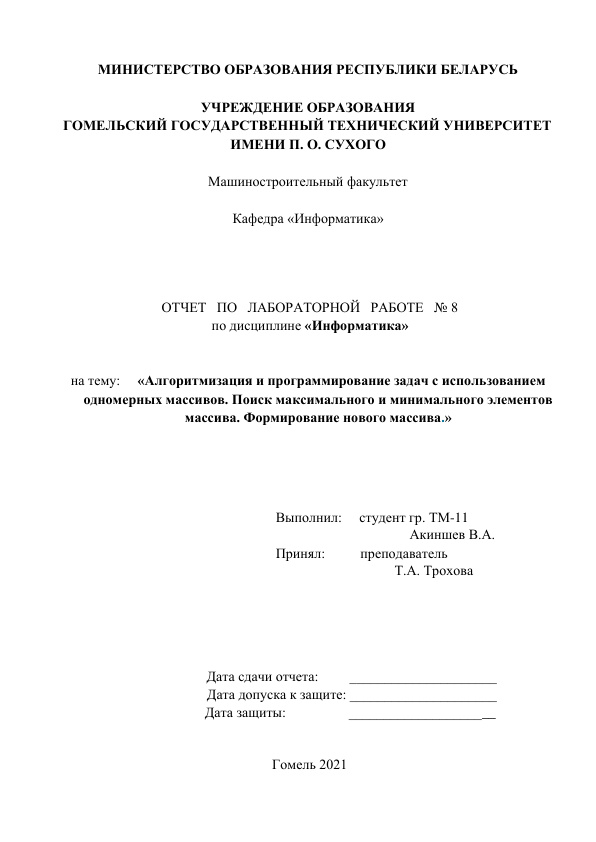 МИНИСТЕРСТВО ОБРАЗОВАНИЯ РЕСПУБЛИКИ БЕЛАРУСЬ
УЧРЕЖДЕНИЕ ОБРАЗОВАНИЯ
ГОМЕЛЬСКИЙ ГОСУДАРСТВЕННЫЙ ТЕХНИЧЕСКИЙ УНИВЕРСИТЕТ
ИМЕНИ П. О. СУХОГО
Машиностроительный факультет
Кафедра «Информатика»
ОТЧЕТ ПО ЛАБОРАТОРНОЙ РАБОТЕ № 8
по дисциплине «Информатика»
на тему: «Алгоритмизация и программирование задач с использованием
одномерных массивов. Поиск максимального и минимального элементов
массива. Формирование нового массива.»
Выполнил: студент гр. ТМ-11
Акиншев В.А.
Принял: преподаватель
Т.А. Трохова
Дата сдачи отчета: _____________________
Дата допуска к защите: _____________________
Дата защиты: _____________________
Гомель 2021